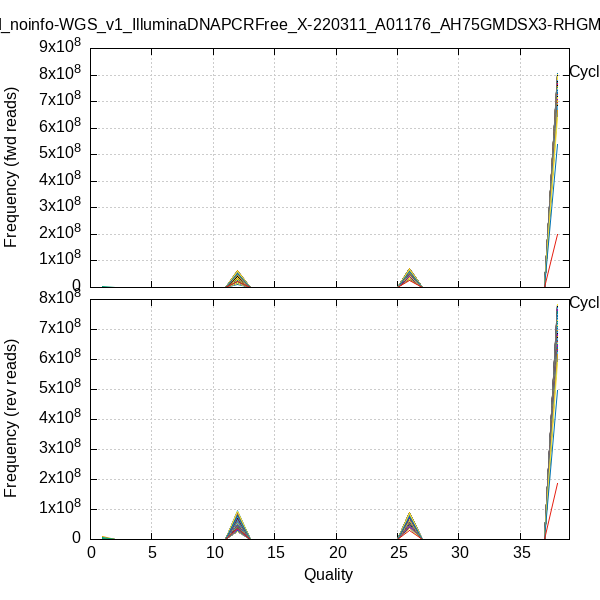 _noinfo-WGS_v1_IlluminaDNAPCRFree_X-220311_A01176_AH75GMDSX3-RHGM
9x10^8
8x10^8
7x10^8
6x10^8
5x10^8
4x10^8
3x10^8
2x10^8
1x10^8
0
Frequency (fwd reads)
Cycl
8x10^8
7x10^8
6x10^8
5x10^8
4x10^8
3x10^8
2x10^8
1x10^8
0
Frequency (rev reads)
Cycl
0 5 10 15 20 25 30 35
Quality